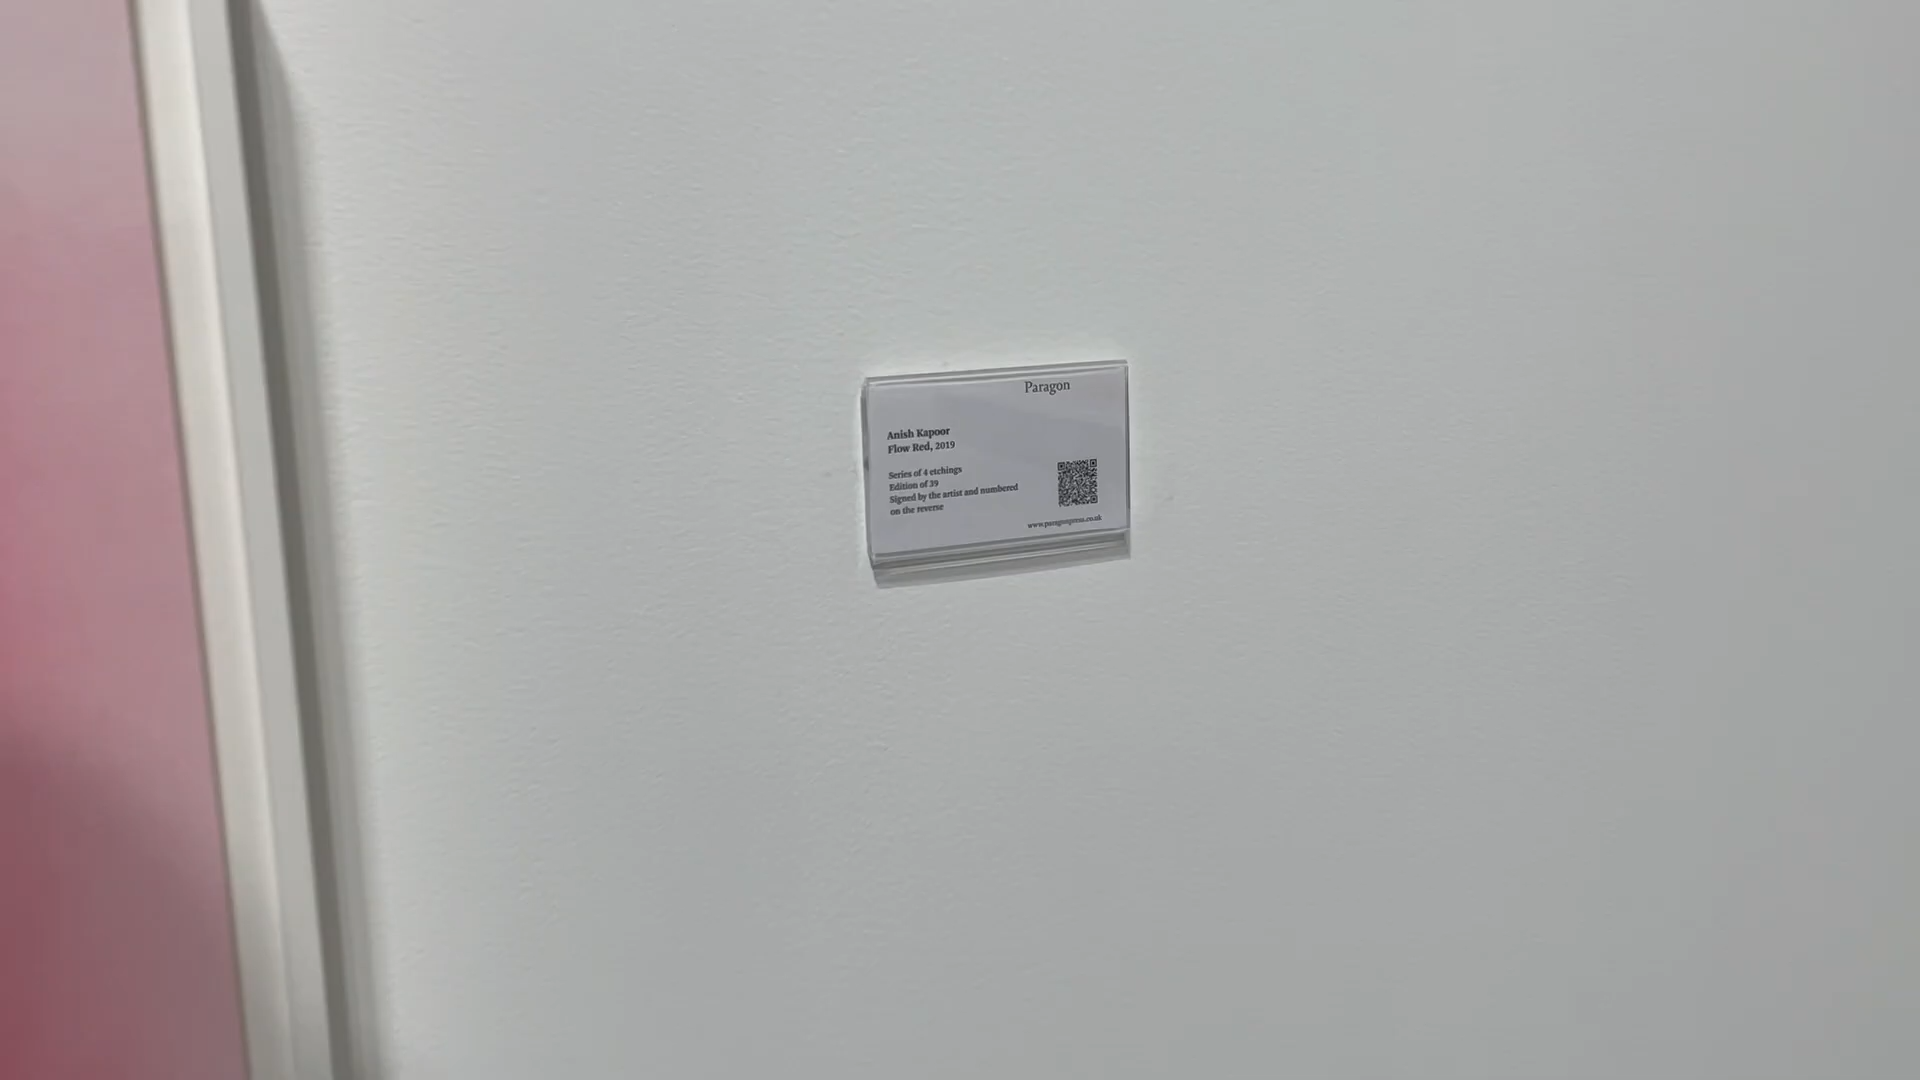 Paragon
Anish Kapoor
Flow Red, 2019
Series of 4 etchings
Edition of 39
Signed by the artist and numbered
on the reverse
www.paragonpress.co.uk